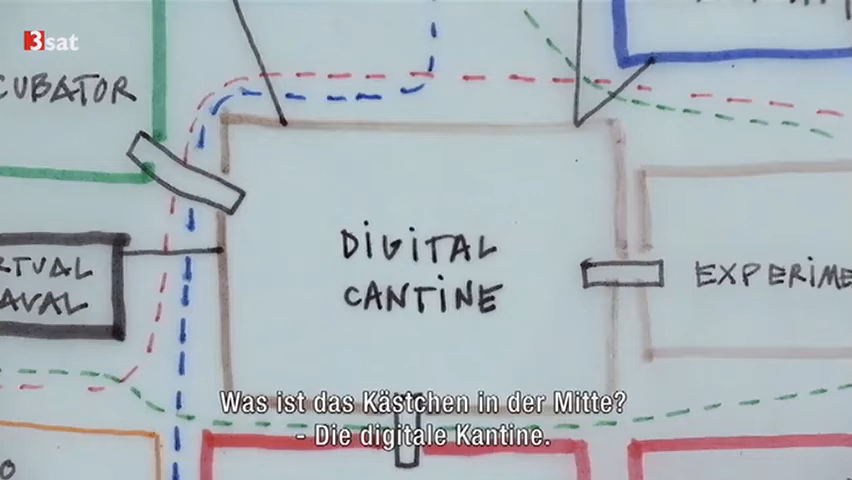 3sat
CUBATOR
DIGITAL
CANTINE
RTUAL
AVAL
EXPERIME
Was ist das Kästchen in der Mitte?
- Die digitale Kantine.